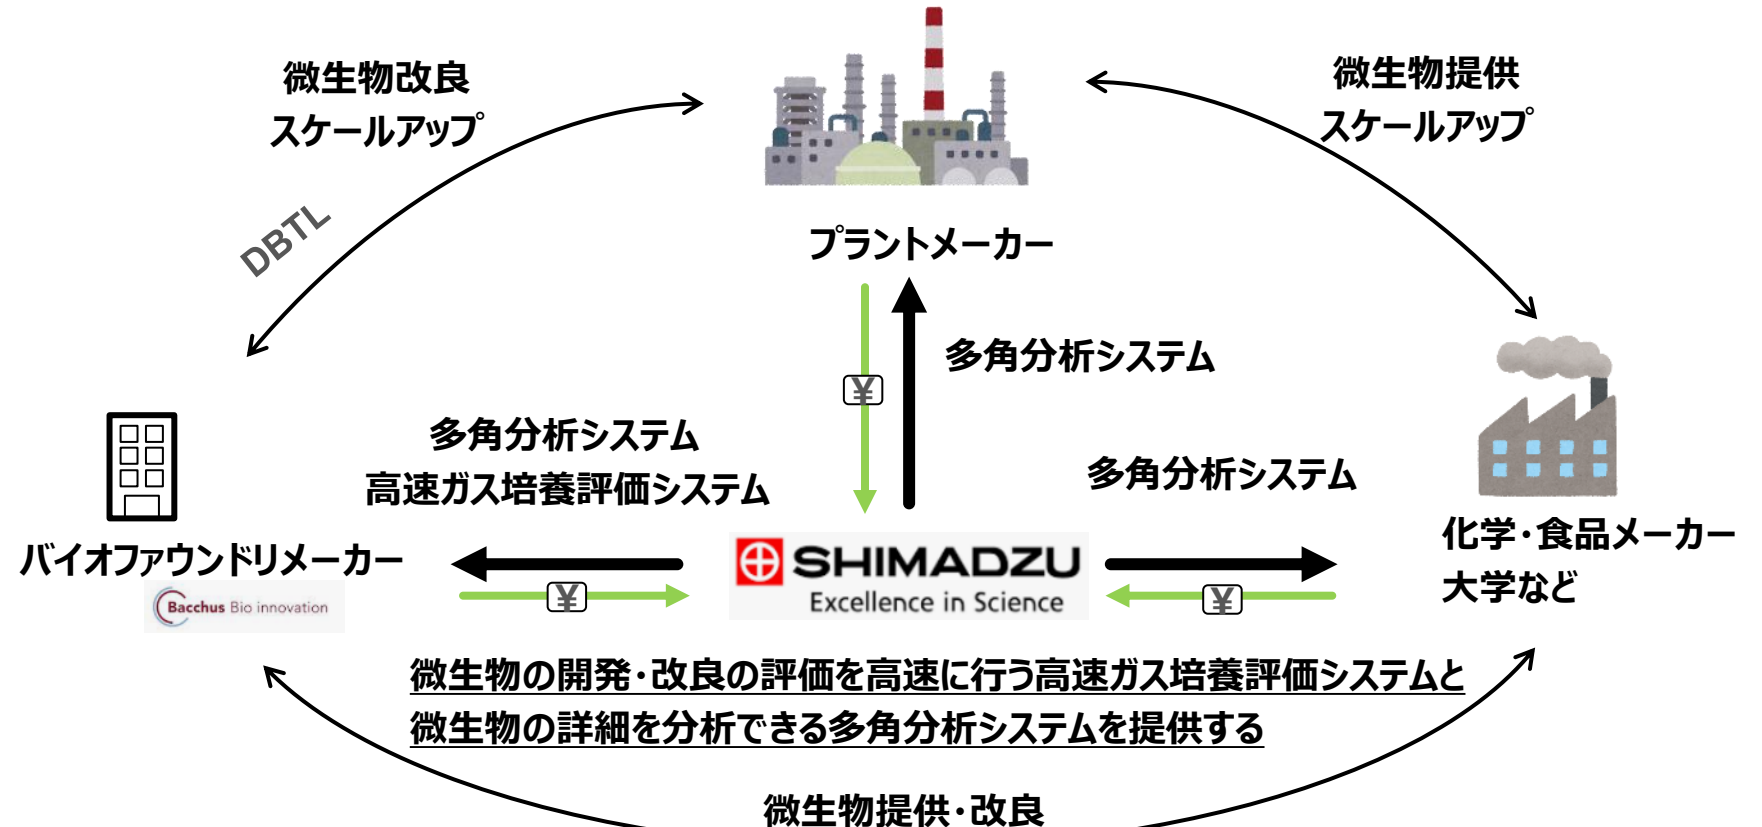 微生物改良
スケールアップ
微生物提供
スケールアップ
DBTL
プラントメーカー
多角分析システム
¥
多角分析システム
高速ガス培養評価システム
多角分析システム
バイオファウンドリメーカー
Bacchus Bio innovation
¥
SHIMADZU
Excellence in Science
¥
化学・食品メーカー
大学など
微生物の開発・改良の評価を高速に行う高速ガス培養評価システムと
微生物の詳細を分析できる多角分析システムを提供する
微生物提供・改良